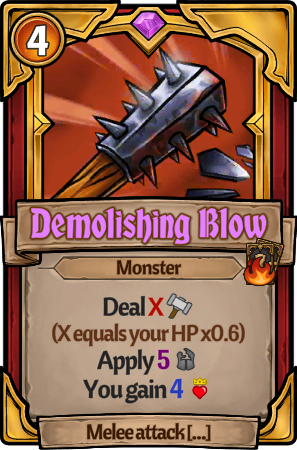 4
Demolishing Blow
Monster
Deal X
(X equals your HP x0.6)
Apply 5
You gain 4
Melee attack [...]